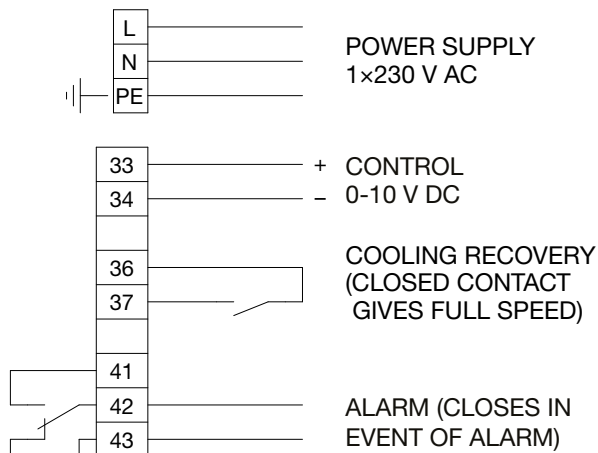 L
N
PE
POWER SUPPLY
1×230 V AC
33
34
+ CONTROL
– 0-10 V DC
36
37
COOLING RECOVERY
(CLOSED CONTACT
GIVES FULL SPEED)
41
42
43
ALARM (CLOSES IN
EVENT OF ALARM)